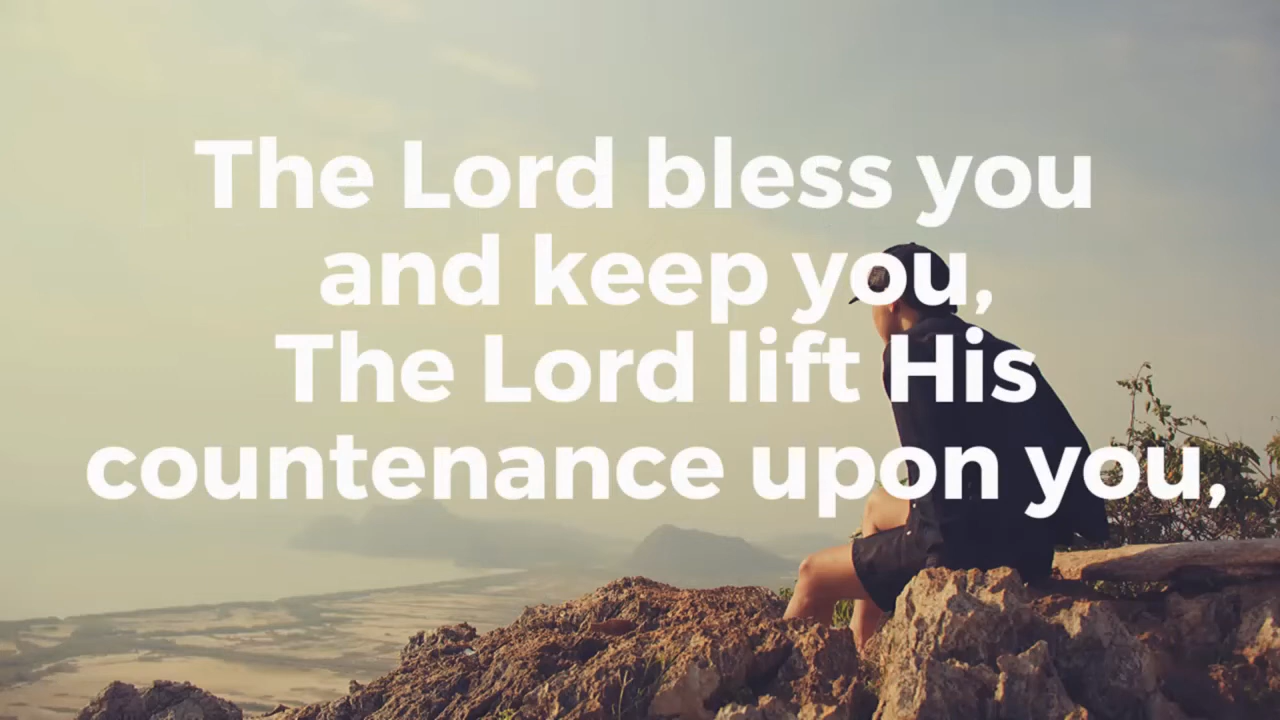 The Lord bless you
and keep you,
The Lord lift His
countenance upon you,